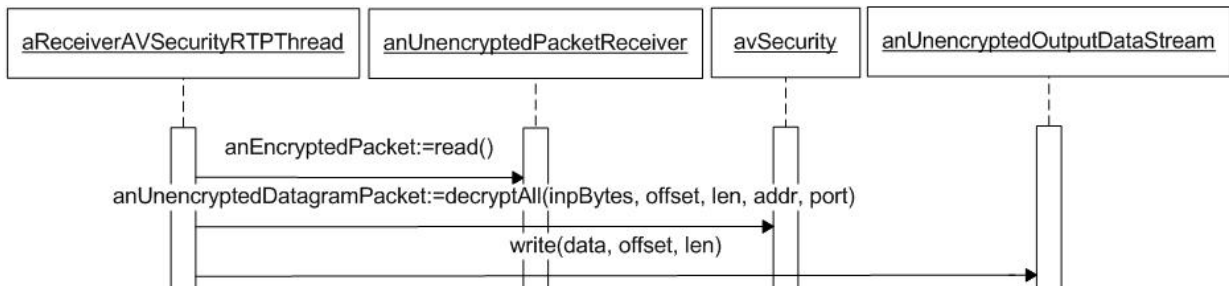 aReceiverAVSecurityRTPThread
anUnencryptedPacketReceiver
avSecurity
anUnencryptedOutputDataStream
anEncryptedPacket:=read()
anUnencryptedDatagramPacket:=decryptAll(inpBytes, offset, len, addr, port)
write(data, offset, len)